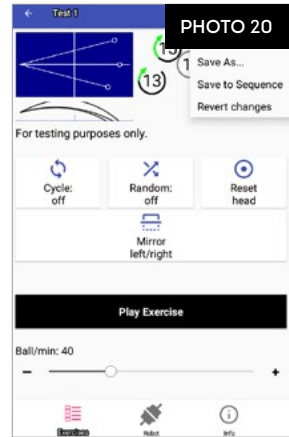 Test 1
PHOTO 20
13
13
Save As...
Save to Sequence
Revert changes
For testing purposes only.
Cycle:
off
Random:
off
Reset
head
Mirror
left/right
Play Exercise
Ball/min: 40
Exercises
Robot
Info